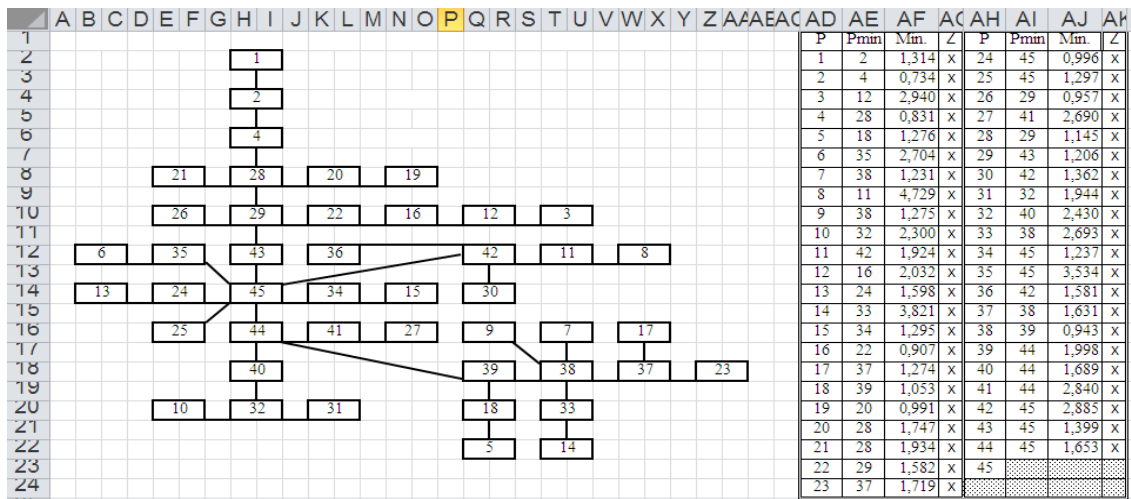 A B C D E F G H I J K L M N O P Q R S T U V W X Y Z AA AB AC AD AE AF AG AH AI AJ AK
1 P Pmin Min. Z P Pmin Min. Z
2 1 1 2 1,314 x 24 45 0,996 x
3 2 4 0,734 x 25 45 1,297 x
4 2 3 12 2,940 x 26 29 0,957 x
5 4 28 0,831 x 27 41 2,690 x
6 4 5 18 1,276 x 28 29 1,145 x
7 6 35 2,704 x 29 43 1,206 x
8 21 28 20 19 7 38 1,231 x 30 42 1,362 x
9 8 11 4,729 x 31 32 1,944 x
10 26 29 22 16 12 3 9 38 1,275 x 32 40 2,430 x
11 10 32 2,300 x 33 38 2,693 x
12 6 35 43 36 42 11 8 11 42 1,924 x 34 45 1,237 x
13 12 16 2,032 x 35 45 3,534 x
14 13 24 45 34 15 30 13 24 1,598 x 36 42 1,581 x
15 14 33 3,821 x 37 38 1,631 x
16 25 44 41 27 9 7 17 15 34 1,295 x 38 39 0,943 x
17 16 22 0,907 x 39 44 1,998 x
18 40 39 38 37 23 17 37 1,274 x 40 44 1,689 x
19 18 39 1,053 x 41 44 2,840 x
20 10 32 31 18 33 19 20 0,991 x 42 45 2,885 x
21 20 28 1,747 x 43 45 1,399 x
22 5 14 21 28 1,934 x 44 45 1,653 x
23 22 29 1,582 x 45
24 23 37 1,719 x